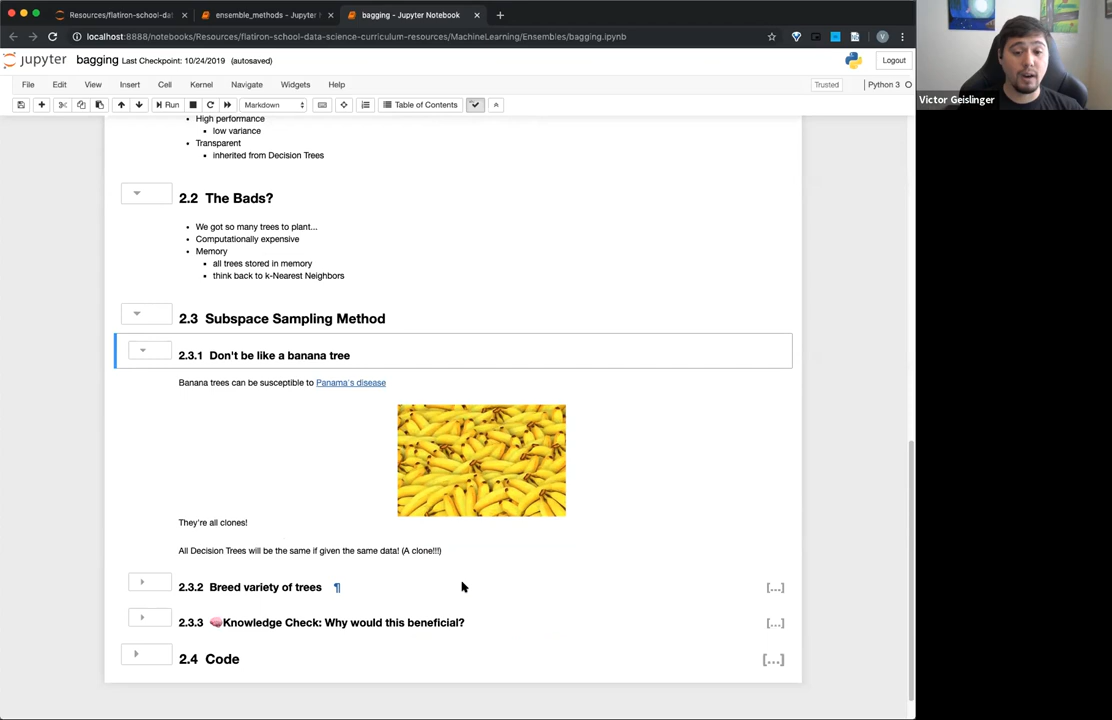 Resources/flatiron-school-dat
ensemble_methods - Jupyter
bagging - Jupyter Notebook
localhost:8888/notebooks/Resources/flatiron-school-data-science-curriculum-resources/MachineLearning/Ensembles/bagging.ipynb
V
jupyter bagging Last Checkpoint: 10/24/2019 (autosaved)
Logout
File Edit View Insert Cell Kernel Navigate Widgets Help
Trusted
Python 3
Run
Markdown
Table of Contents
Victor Geislinger
High performance
low variance
Transparent
inherited from Decision Trees
2.2 The Bads?
We got so many trees to plant...
Computationally expensive
Memory
all trees stored in memory
think back to k-Nearest Neighbors
2.3 Subspace Sampling Method
2.3.1 Don't be like a banana tree
Banana trees can be susceptible to Panama's disease
They're all clones!
All Decision Trees will be the same if given the same data! (A clone!!!)
2.3.2 Breed variety of trees ¶
[...]
2.3.3 🧠Knowledge Check: Why would this beneficial?
[...]
2.4 Code
[...]